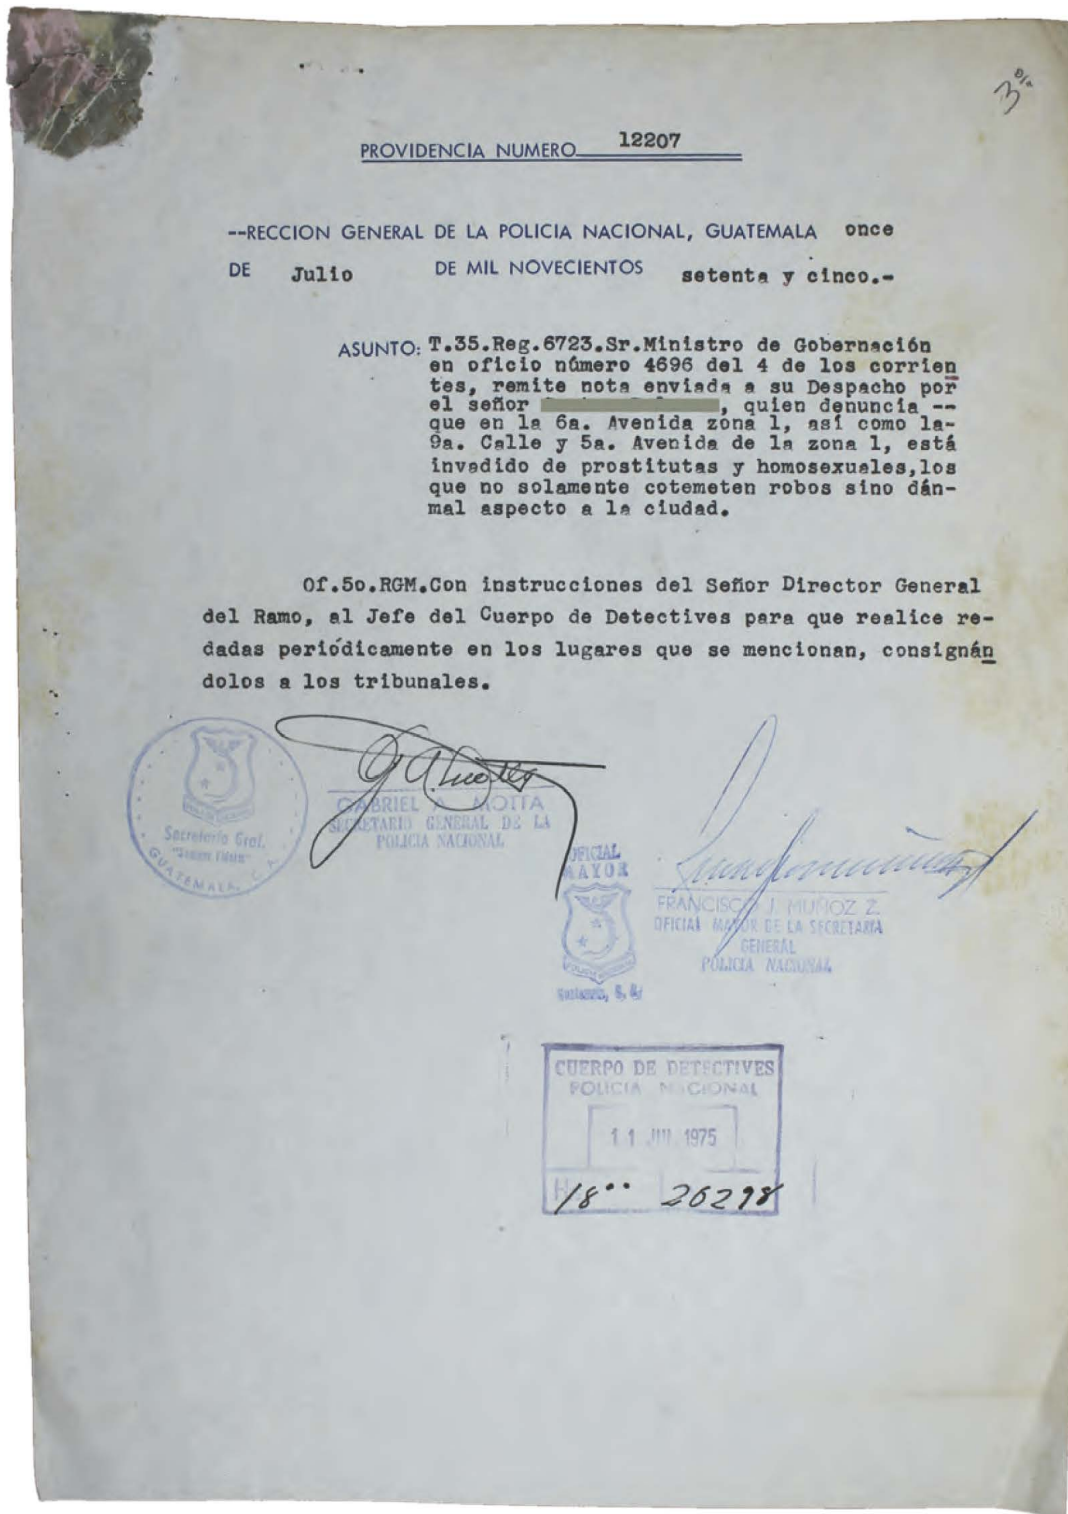 3
PROVIDENCIA NUMERO 12207
--RECCION GENERAL DE LA POLICIA NACIONAL, GUATEMALA once
DE Julio DE MIL NOVECIENTOS setenta y cinco.-
ASUNTO: T.35.Reg.6723.Sr.Ministro de Gobernación
en oficio número 4696 del 4 de los corrien
tes, remite nota enviada a su Despacho por
el señor , quien denuncia --
que en la 6a. Avenida zona 1, así como la-
9a. Calle y 5a. Avenida de la zona 1, está
invadido de prostitutas y homosexuales,los
que no solamente cotemeten robos sino dán-
mal aspecto a la ciudad.
Of.5o.RGM.Con instrucciones del Señor Director General
del Ramo, al Jefe del Cuerpo de Detectives para que realice re-
dadas periódicamente en los lugares que se mencionan, consignán
dolos a los tribunales.
Secretaría Gral.
GUATEMALA, C. A.
GABRIEL A. MOTTA
SECRETARIO GENERAL DE LA
POLICIA NACIONAL
OFICIAL
MAYOR
Guatemala, C. A.
FRANCISCO J. MUÑOZ Z.
OFICIAL MAYOR DE LA SECRETARIA
GENERAL
POLICIA NACIONAL
CUERPO DE DETECTIVES
POLICIA NACIONAL
11 JUL 1975
18°° 26298